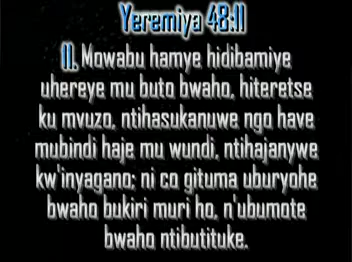 Yeremiya 48:11
11. Mowabu hamye hidibamiye
uhereye mu buto bwaho, hiteretse
ku mvuzo, ntihasukanuwe ngo have
mubindi haje mu wundi, ntihajanywe
kw'inyagano; ni co gituma uburyohe
bwaho bukiri muri ho, n'ubumote
bwaho ntibutituke.